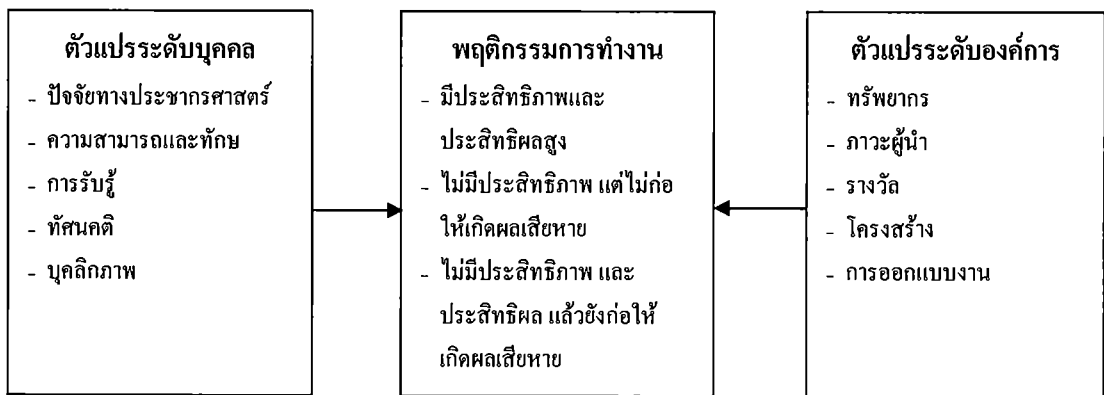 ตัวแปรระดับบุคคล
- ปัจจัยทางประชากรศาสตร์
- ความสามารถและทักษ
- การรับรู้
- ทัศนคติ
- บุคลิกภาพ
พฤติกรรมการทำงาน
- มีประสิทธิภาพและ
ประสิทธิผลสูง
- ไม่มีประสิทธิภาพ แต่ไม่ก่อ
ให้เกิดผลเสียหาย
- ไม่มีประสิทธิภาพ และ
ประสิทธิผล แล้วยังก่อให้
เกิดผลเสียหาย
ตัวแปรระดับองค์การ
- ทรัพยากร
- ภาวะผู้นำ
- รางวัล
- โครงสร้าง
- การออกแบบงาน